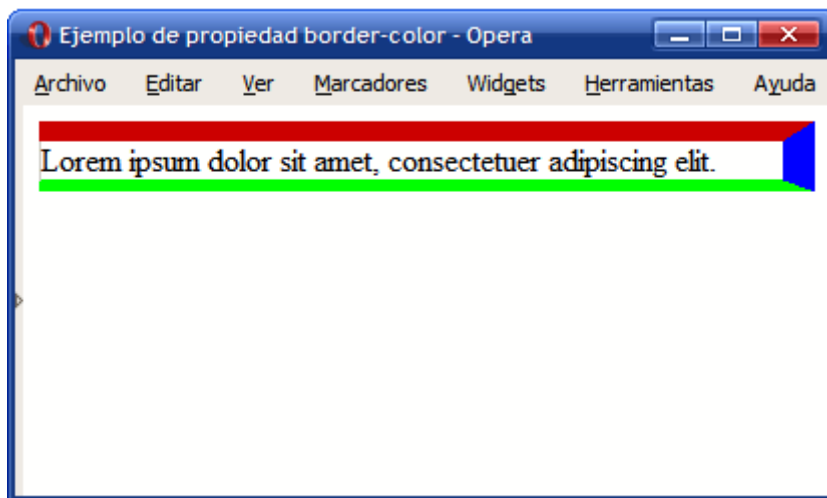 Ejemplo de propiedad border-color - Opera
Archivo Editar Ver Marcadores Widgets Herramientas Ayuda
Lorem ipsum dolor sit amet, consectetuer adipiscing elit.